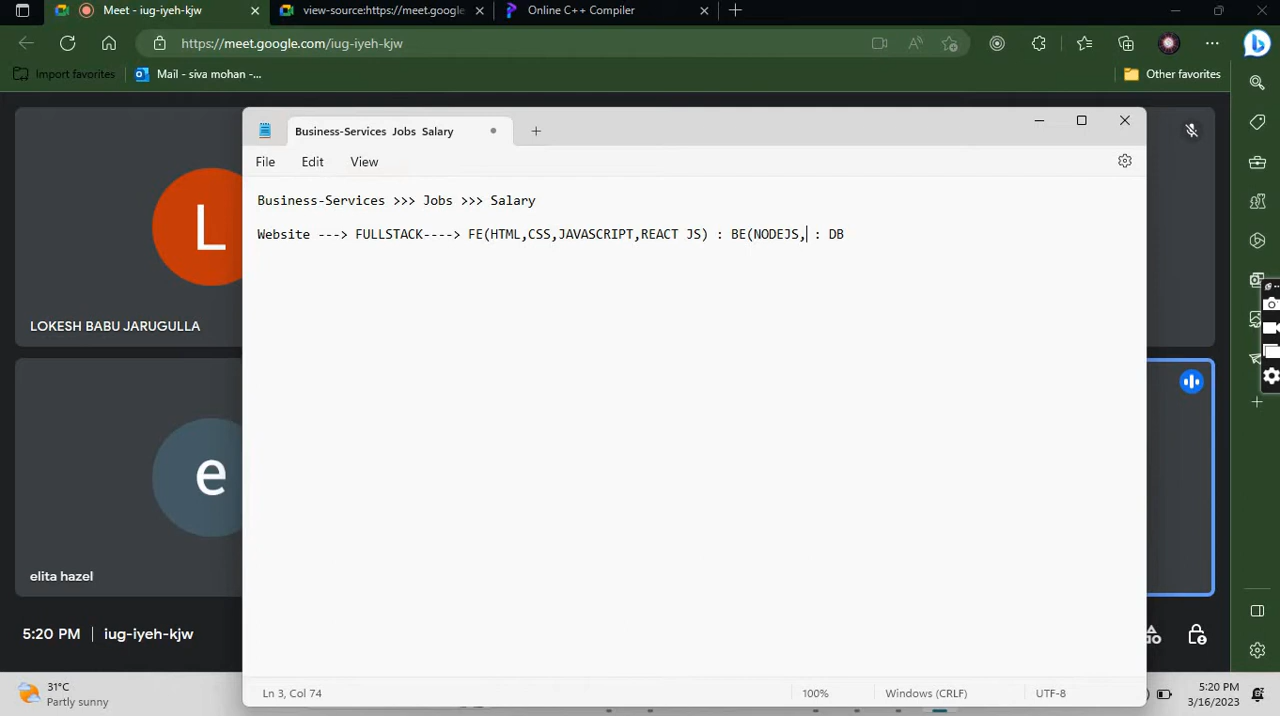 Meet - iug-iyeh-kjw
view-source:https://meet.google
Online C++ Compiler
https://meet.google.com/iug-iyeh-kjw
Import favorites
Mail - siva mohan -...
Other favorites
Business-Services Jobs Salary
File Edit View
Business-Services >>> Jobs >>> Salary
Website ---> FULLSTACK----> FE(HTML,CSS,JAVASCRIPT,REACT JS) : BE(NODEJS, : DB
L
LOKESH BABU JARUGULLA
e
elita hazel
5:20 PM | iug-iyeh-kjw
Ln 3, Col 74
100%
Windows (CRLF)
UTF-8
31°C
Partly sunny
5:20 PM
3/16/2023